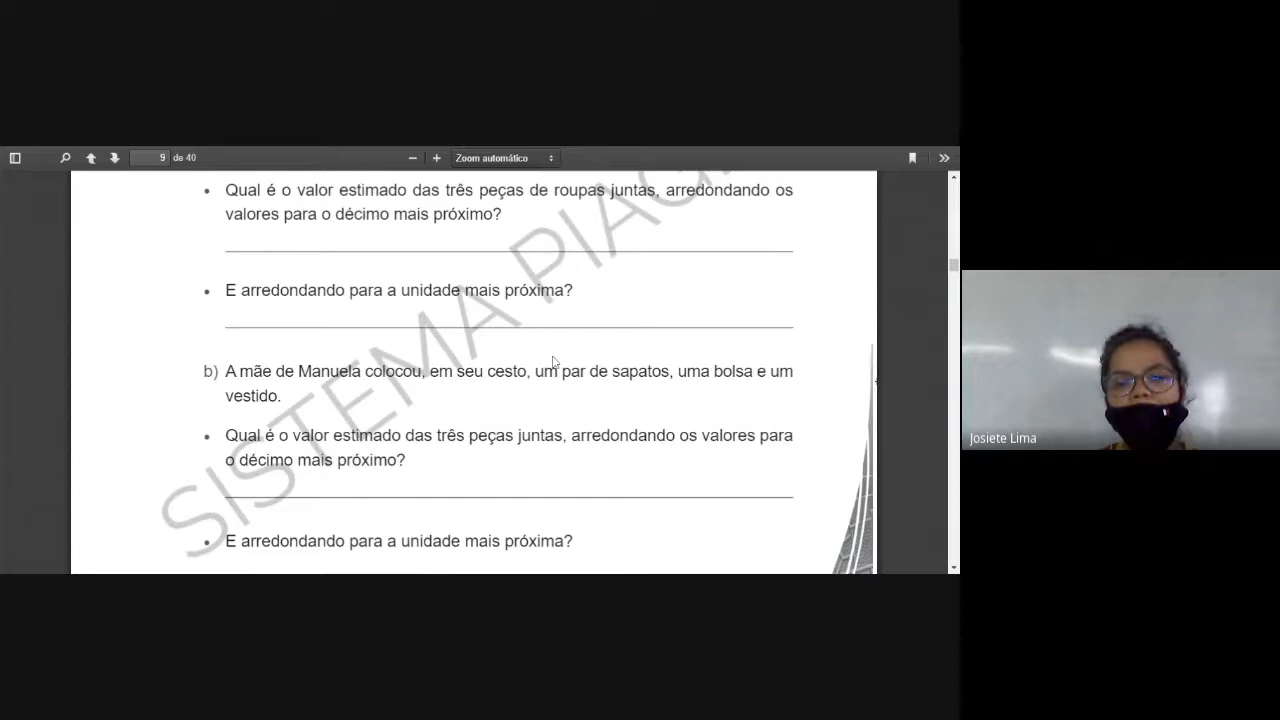 9 de 40
Zoom automático
Qual é o valor estimado das três peças de roupas juntas, arredondando os
valores para o décimo mais próximo?
E arredondando para a unidade mais próxima?
b) A mãe de Manuela colocou, em seu cesto, um par de sapatos, uma bolsa e um
vestido.
Qual é o valor estimado das três peças juntas, arredondando os valores para
o décimo mais próximo?
E arredondando para a unidade mais próxima?
SISTEMA PIAG
Josiete Lima